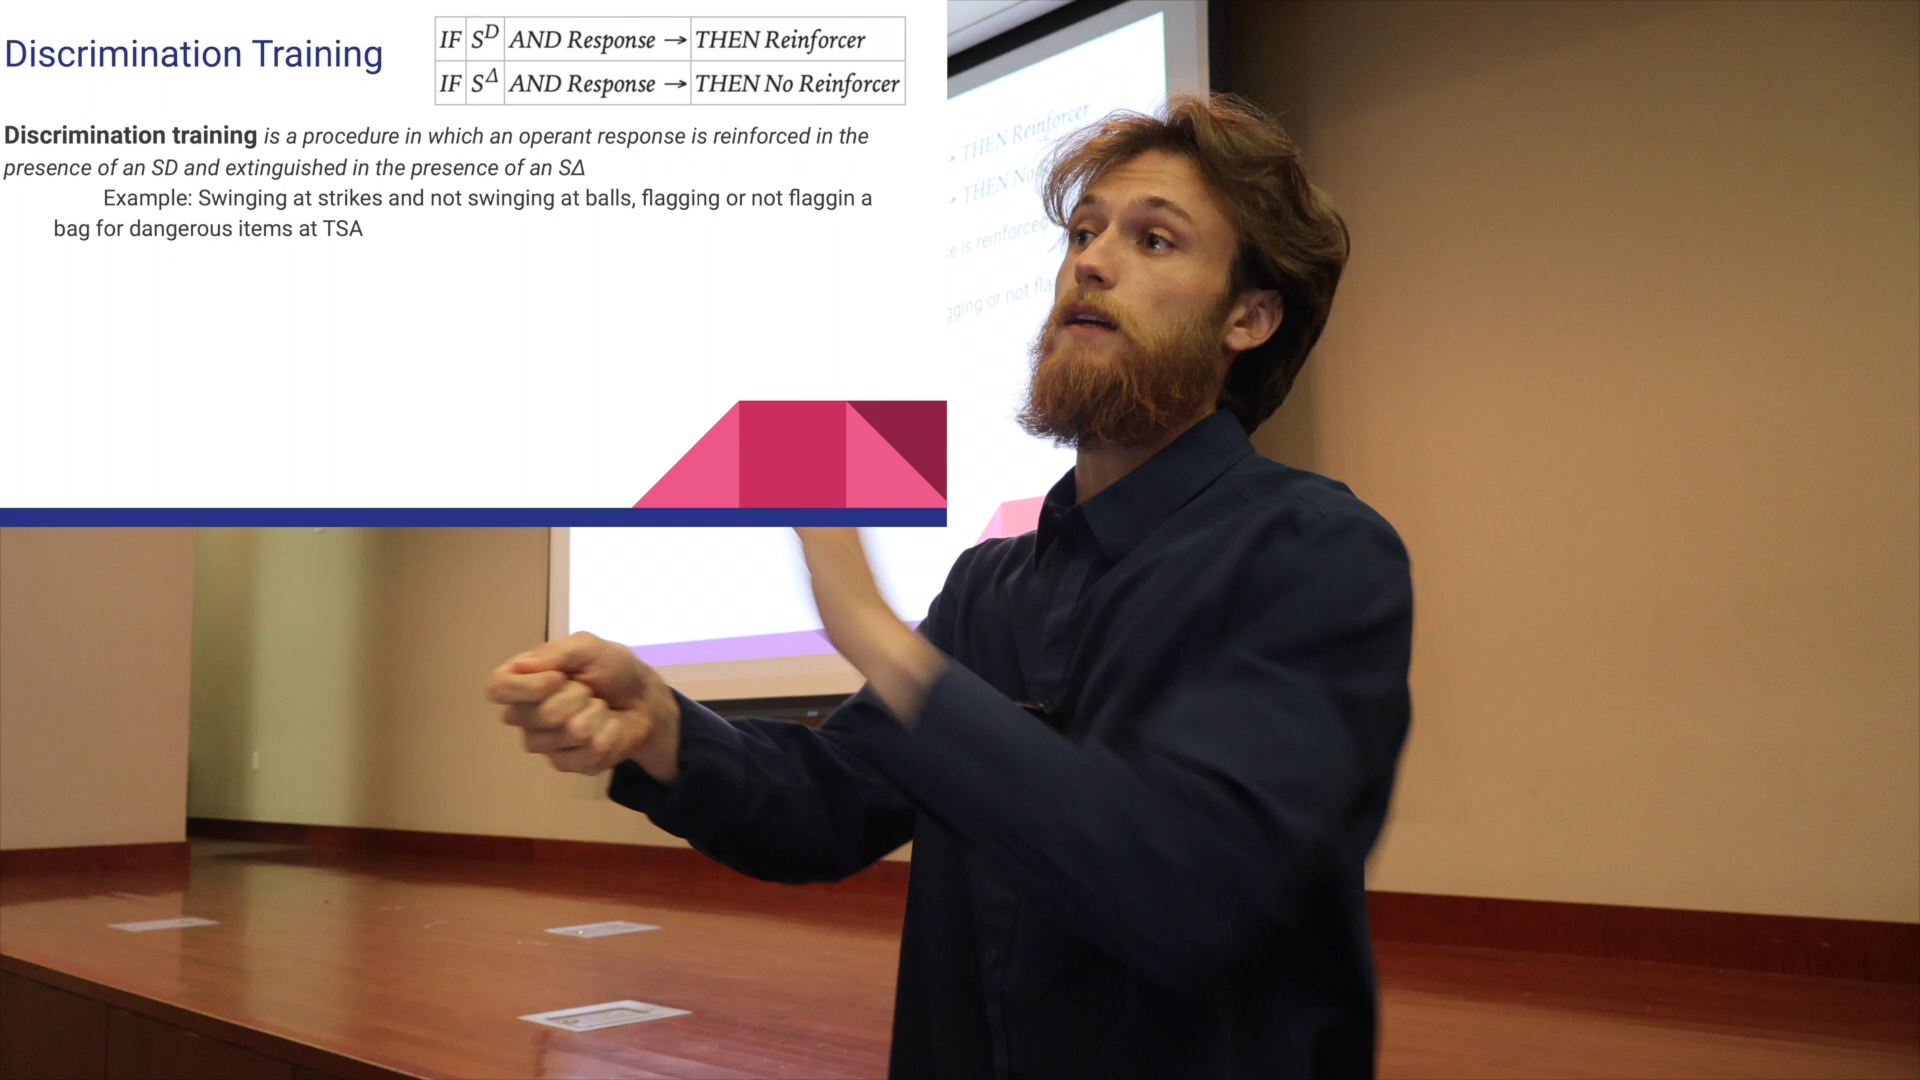 Discrimination Training
IF S^D AND Response → THEN Reinforcer
IF S^Δ AND Response → THEN No Reinforcer
Discrimination training is a procedure in which an operant response is reinforced in the
presence of an SD and extinguished in the presence of an SΔ
Example: Swinging at strikes and not swinging at balls, flagging or not flaggin a
bag for dangerous items at TSA
THEN Reinforcer
THEN No
is reinforced
or not